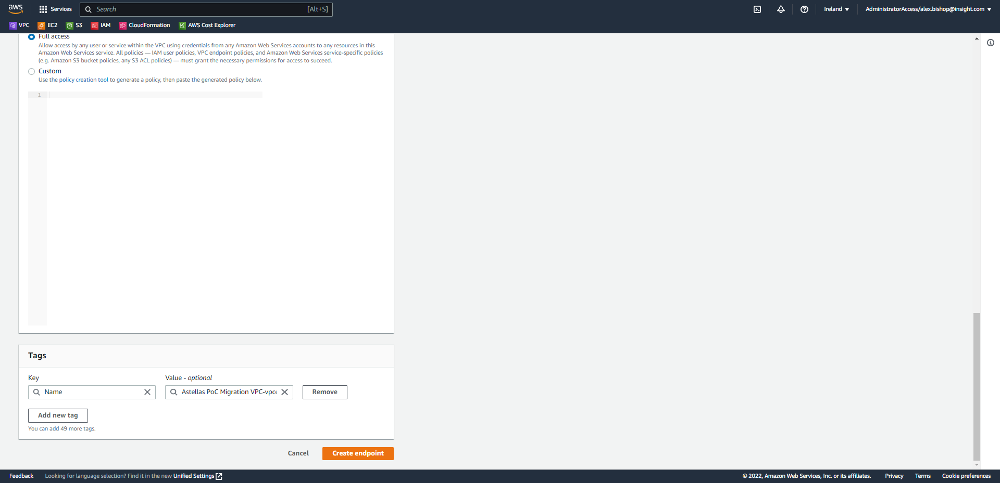 aws
Services
Search
[Alt+S]
Ireland
AdministratorAccess/alex.bishop@insight.com
VPC
EC2
S3
IAM
CloudFormation
AWS Cost Explorer
Full access
Allow access by any user or service within the VPC using credentials from any Amazon Web Services accounts to any resources in this
Amazon Web Services service. All policies — IAM user policies, VPC endpoint policies, and Amazon Web Services service-specific policies
(e.g. Amazon S3 bucket policies, any S3 ACL policies) — must grant the necessary permissions for access to succeed.
Custom
Use the policy creation tool to generate a policy, then paste the generated policy below.
1
Tags
Key
Value - optional
Name
Astellas PoC Migration VPC-vpce
Remove
Add new tag
You can add 49 more tags.
Cancel
Create endpoint
Feedback
Looking for language selection? Find it in the new Unified Settings
© 2022, Amazon Web Services, Inc. or its affiliates.
Privacy
Terms
Cookie preferences